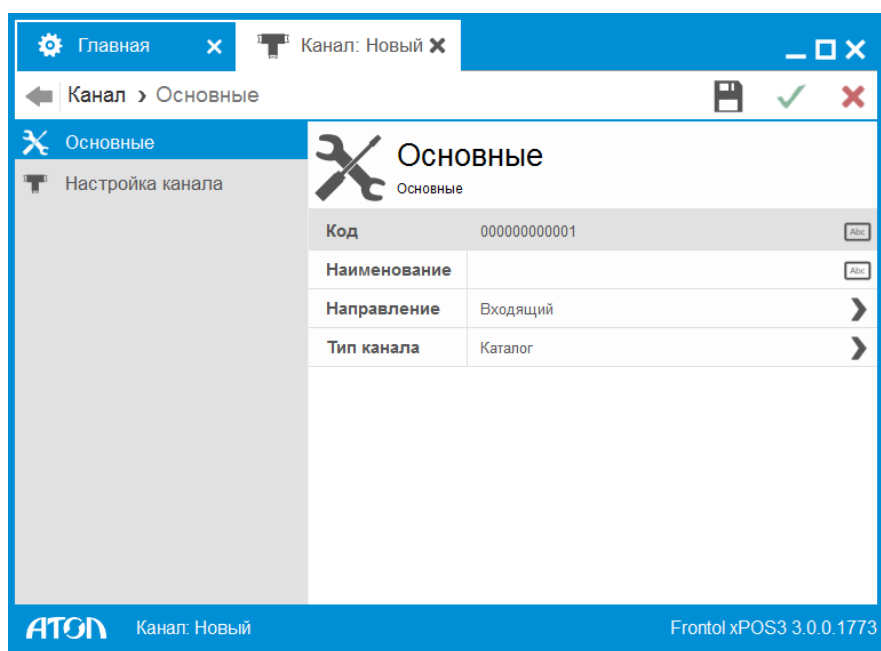 Главная
Канал: Новый
Канал › Основные
Основные
Настройка канала
Основные
Основные
Код 000000000001 Abc
Наименование Abc
Направление Входящий
Тип канала Каталог
АТОЛ Канал: Новый Frontol xPOS3 3.0.0.1773